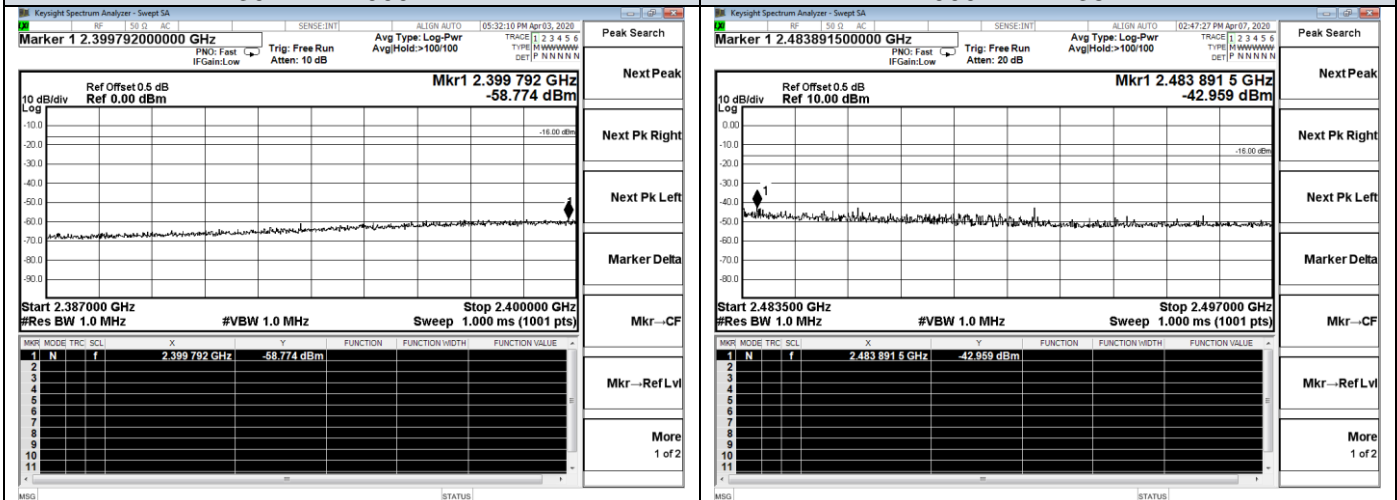 Keysight Spectrum Analyzer - Swept SA
RF 50 Ω AC SENSE:INT ALIGN AUTO 05:32:10 PM Apr 03, 2020
Marker 1 2.399792000000 GHz
PNO: Fast
IFGain:Low
Trig: Free Run
Atten: 10 dB
Avg Type: Log-Pwr
Avg|Hold:>100/100
TRACE 1 2 3 4 5 6
TYPE M W W W W W
DET P N N N N N
Peak Search
Ref Offset 0.5 dB
Ref 0.00 dBm
10 dB/div
Log
Mkr1 2.399 792 GHz
-58.774 dBm
-10.0
-20.0
-30.0
-40.0
-50.0
-60.0
-70.0
-80.0
-90.0
-16.00 dBm
1
Start 2.387000 GHz
Stop 2.400000 GHz
#Res BW 1.0 MHz
#VBW 1.0 MHz
Sweep 1.000 ms (1001 pts)
MKR MODE TRC SCL X Y FUNCTION FUNCTION WIDTH FUNCTION VALUE
1 N f 2.399 792 GHz -58.774 dBm
2
3
4
5
6
7
8
9
10
11
MSG STATUS
Next Peak
Next Pk Right
Next Pk Left
Marker Delta
Mkr→CF
Mkr→Ref Lvl
More
1 of 2
Keysight Spectrum Analyzer - Swept SA
RF 50 Ω AC SENSE:INT ALIGN AUTO 02:47:27 PM Apr 07, 2020
Marker 1 2.483891500000 GHz
PNO: Fast
IFGain:Low
Trig: Free Run
Atten: 20 dB
Avg Type: Log-Pwr
Avg|Hold:>100/100
TRACE 1 2 3 4 5 6
TYPE M W W W W W
DET P N N N N N
Peak Search
Ref Offset 0.5 dB
Ref 10.00 dBm
10 dB/div
Log
Mkr1 2.483 891 5 GHz
-42.959 dBm
0.00
-10.0
-20.0
-30.0
-40.0
-50.0
-60.0
-70.0
-80.0
-16.00 dBm
1
Start 2.483500 GHz
Stop 2.497000 GHz
#Res BW 1.0 MHz
#VBW 1.0 MHz
Sweep 1.000 ms (1001 pts)
MKR MODE TRC SCL X Y FUNCTION FUNCTION WIDTH FUNCTION VALUE
1 N f 2.483 891 5 GHz -42.959 dBm
2
3
4
5
6
7
8
9
10
11
MSG STATUS
Next Peak
Next Pk Right
Next Pk Left
Marker Delta
Mkr→CF
Mkr→Ref Lvl
More
1 of 2